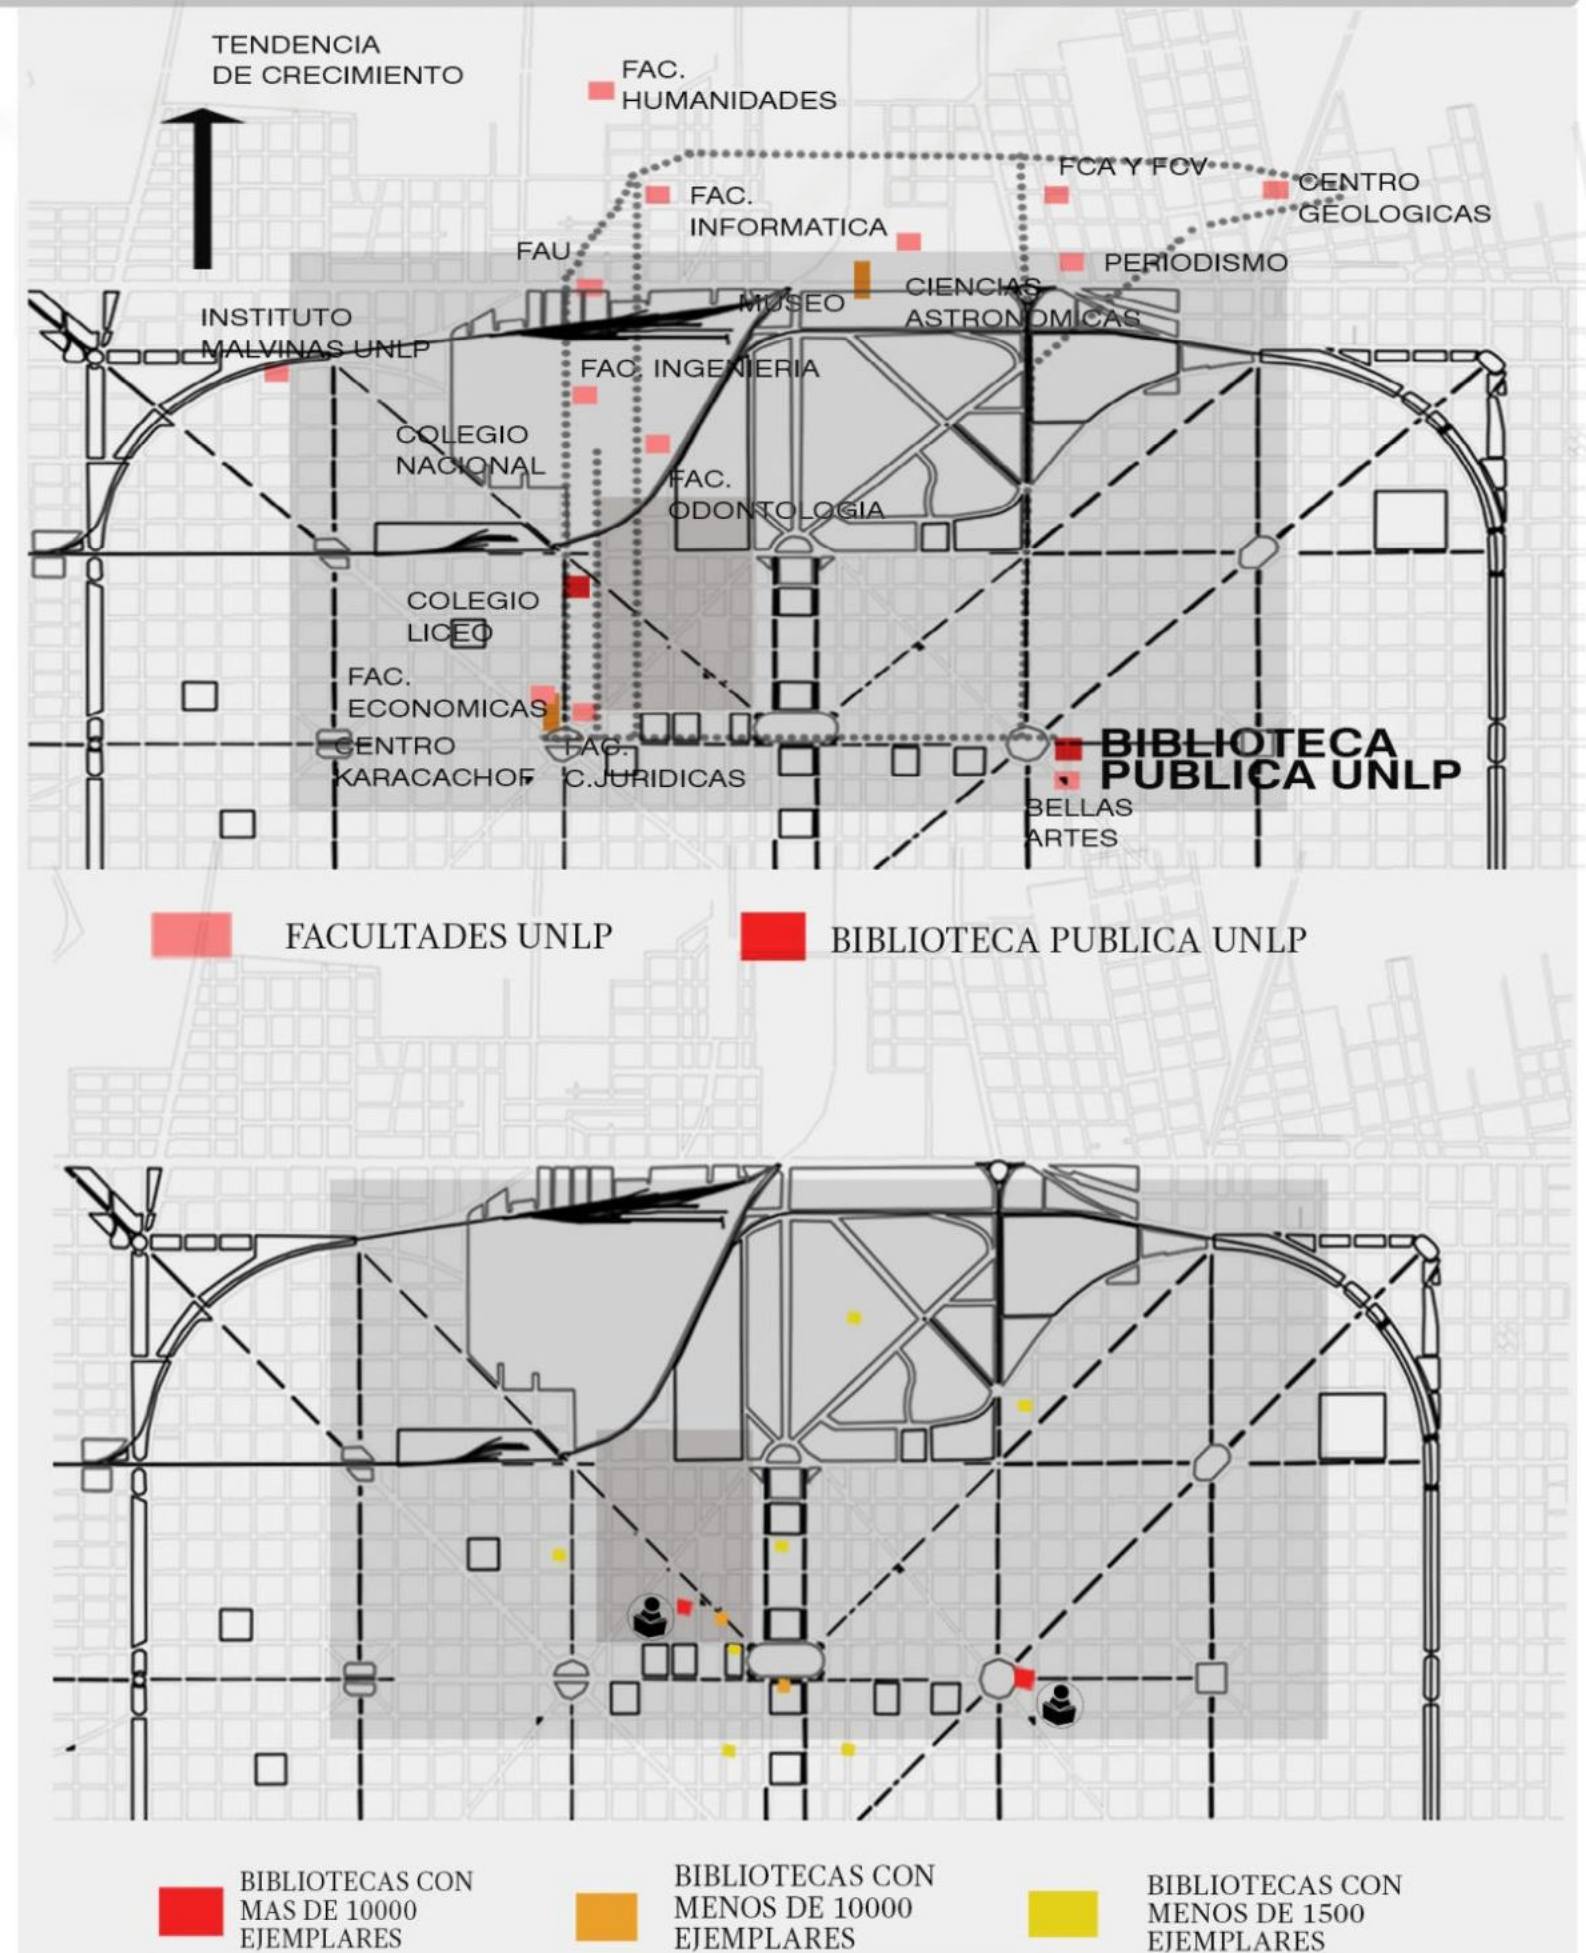 TENDENCIA
DE CRECIMIENTO
FAC.
HUMANIDADES
FCA Y FCV
CENTRO
GEOLOGICAS
FAC.
INFORMATICA
FAU
PERIODISMO
MUSEO
CIENCIAS
ASTRONOMICAS
INSTITUTO
MALVINAS UNLP
FAC. INGENIERIA
COLEGIO
NACIONAL
FAC.
ODONTOLOGIA
COLEGIO
LICEO
FAC.
ECONOMICAS
CENTRO
KARACACHOF
FAC.
C.JURIDICAS
BIBLIOTECA
PUBLICA UNLP
BELLAS
ARTES
FACULTADES UNLP
BIBLIOTECA PUBLICA UNLP
BIBLIOTECAS CON
MAS DE 10000
EJEMPLARES
BIBLIOTECAS CON
MENOS DE 10000
EJEMPLARES
BIBLIOTECAS CON
MENOS DE 1500
EJEMPLARES